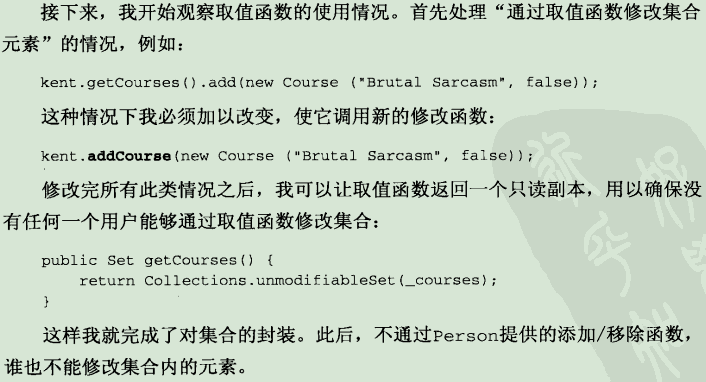 接下来，我开始观察取值函数的使用情况。首先处理“通过取值函数修改集合
元素”的情况，例如：
kent.getCourses().add(new Course ("Brutal Sarcasm", false));
这种情况下我必须加以改变，使它调用新的修改函数：
kent.addCourse(new Course ("Brutal Sarcasm", false));
修改完所有此类情况之后，我可以让取值函数返回一个只读副本，用以确保没
有任何一个用户能够通过取值函数修改集合：
public Set getCourses() {
return Collections.unmodifiableSet(_courses);
}
这样我就完成了对集合的封装。此后，不通过Person提供的添加/移除函数，
谁也不能修改集合内的元素。